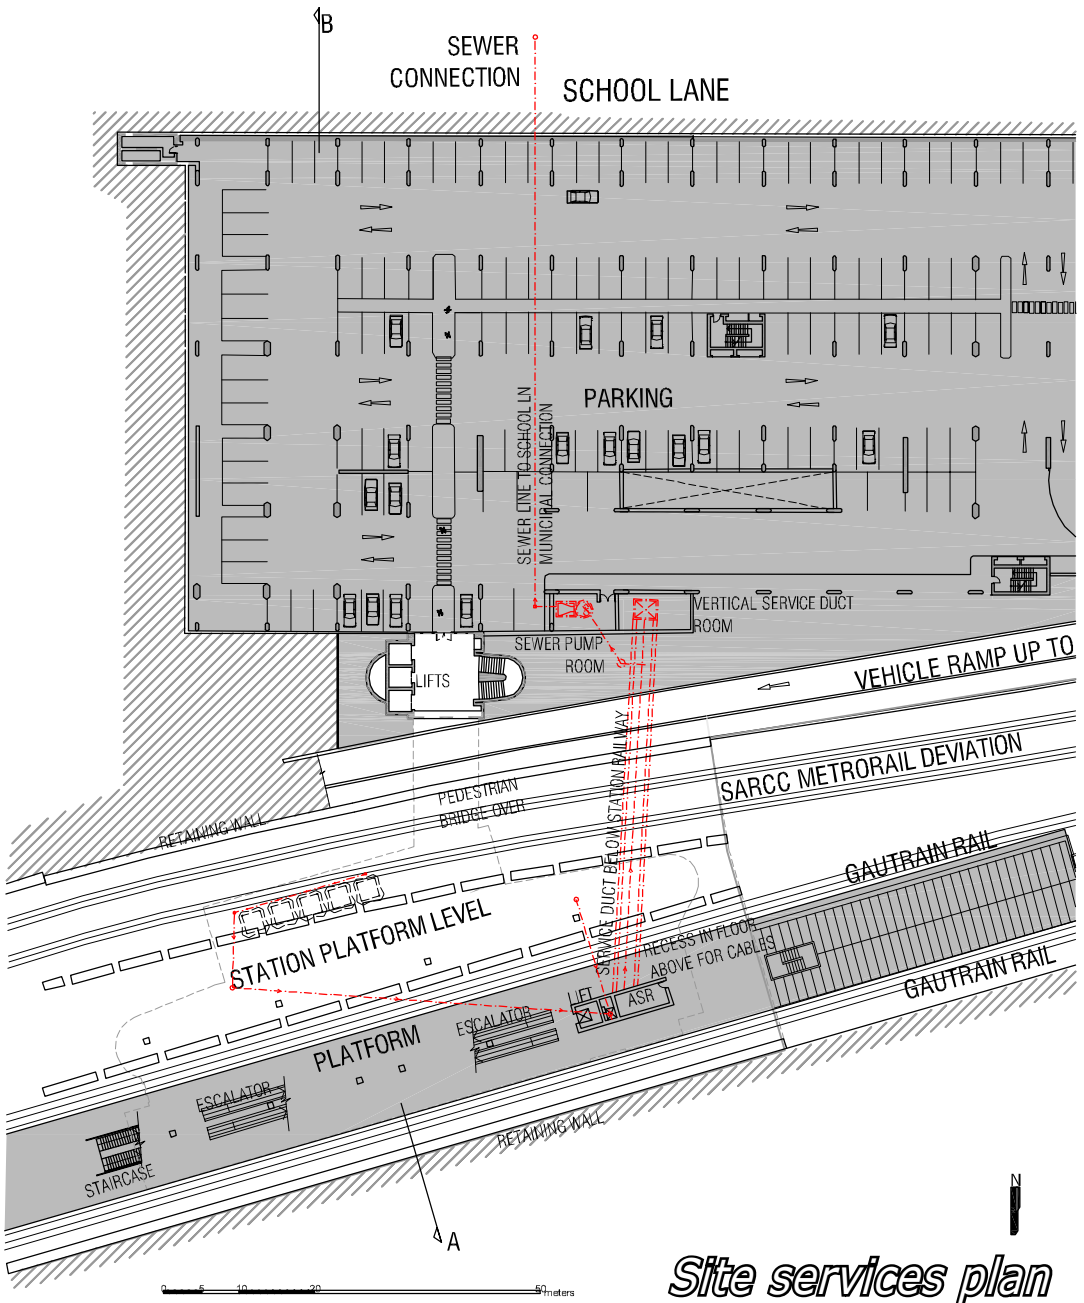 B
SEWER
CONNECTION
SCHOOL LANE
PARKING
SEWER LINE TO SCHOOL LN
MUNICIPAL CONNECTION
VERTICAL SERVICE DUCT
ROOM
SEWER PUMP
ROOM
LIFTS
VEHICLE RAMP UP TO
SERVICE DUCT BELOW STATION RAILWAY
SARCC METRORAIL DEVIATION
PEDESTRIAN
BRIDGE OVER
RETAINING WALL
GAUTRAIN RAIL
STATION PLATFORM LEVEL
RECESS IN FLOOR
ABOVE FOR CABLES
GAUTRAIN RAIL
LIFT
ASR
ESCALATOR
PLATFORM
ESCALATOR
RETAINING WALL
STAIRCASE
N
A
Site services plan
0 5 10 20 50 meters